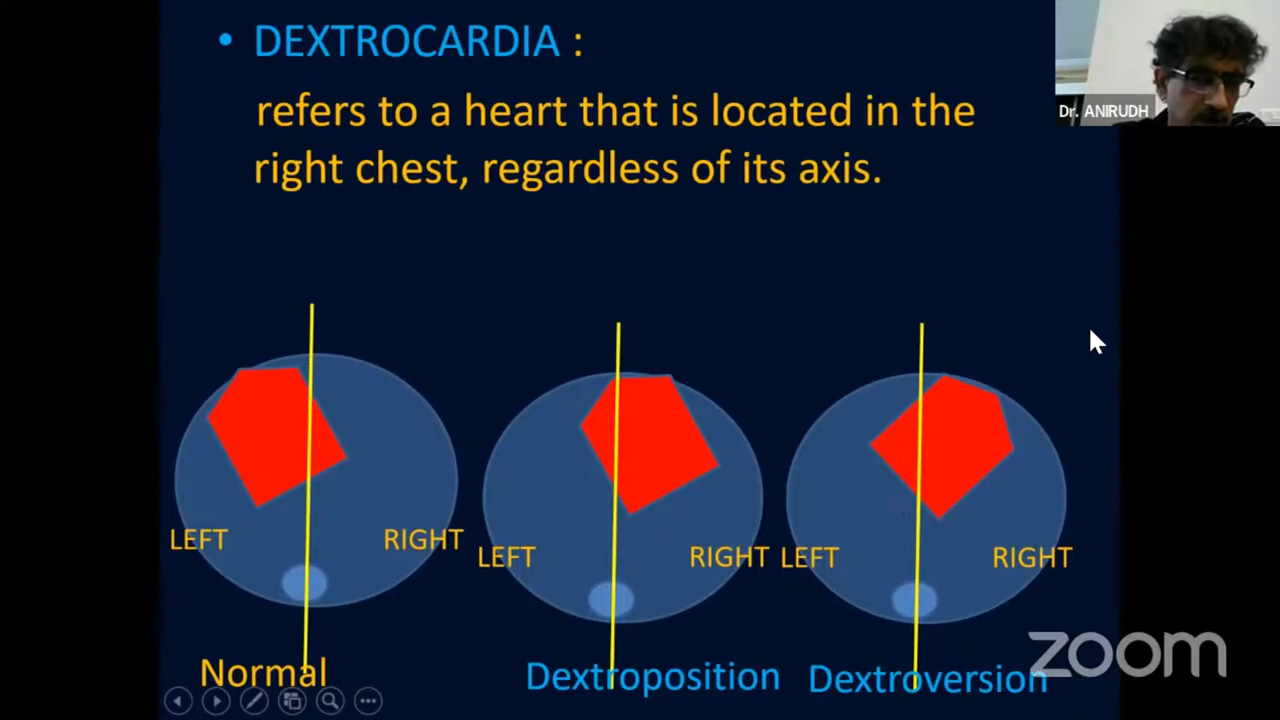 • DEXTROCARDIA :
refers to a heart that is located in the
right chest, regardless of its axis.
Dr. ANIRUDH
LEFT RIGHT LEFT RIGHT LEFT RIGHT
Normal Dextroposition Dextroversion
zoom